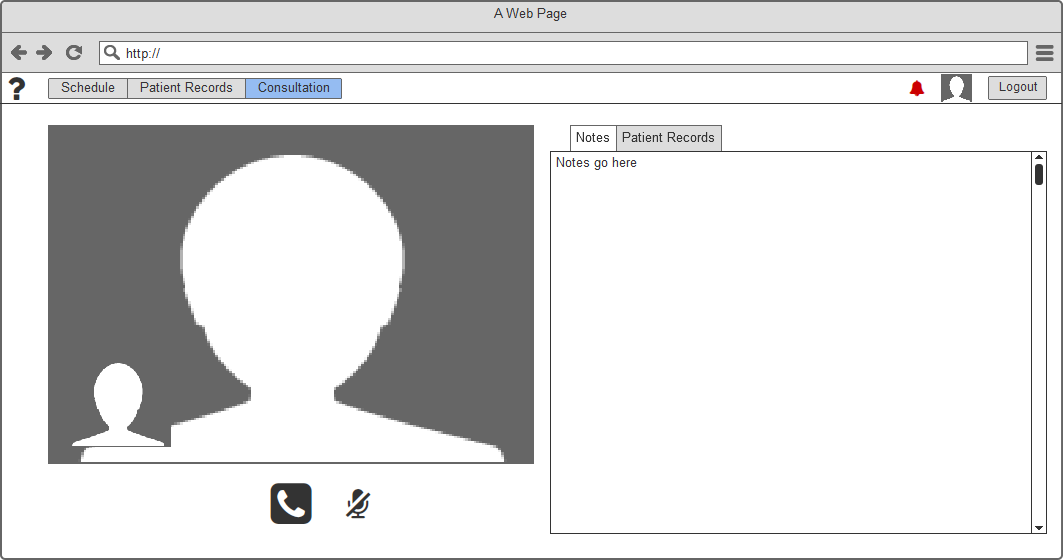 A Web Page
http://
? Schedule Patient Records Consultation Logout
Notes Patient Records
Notes go here